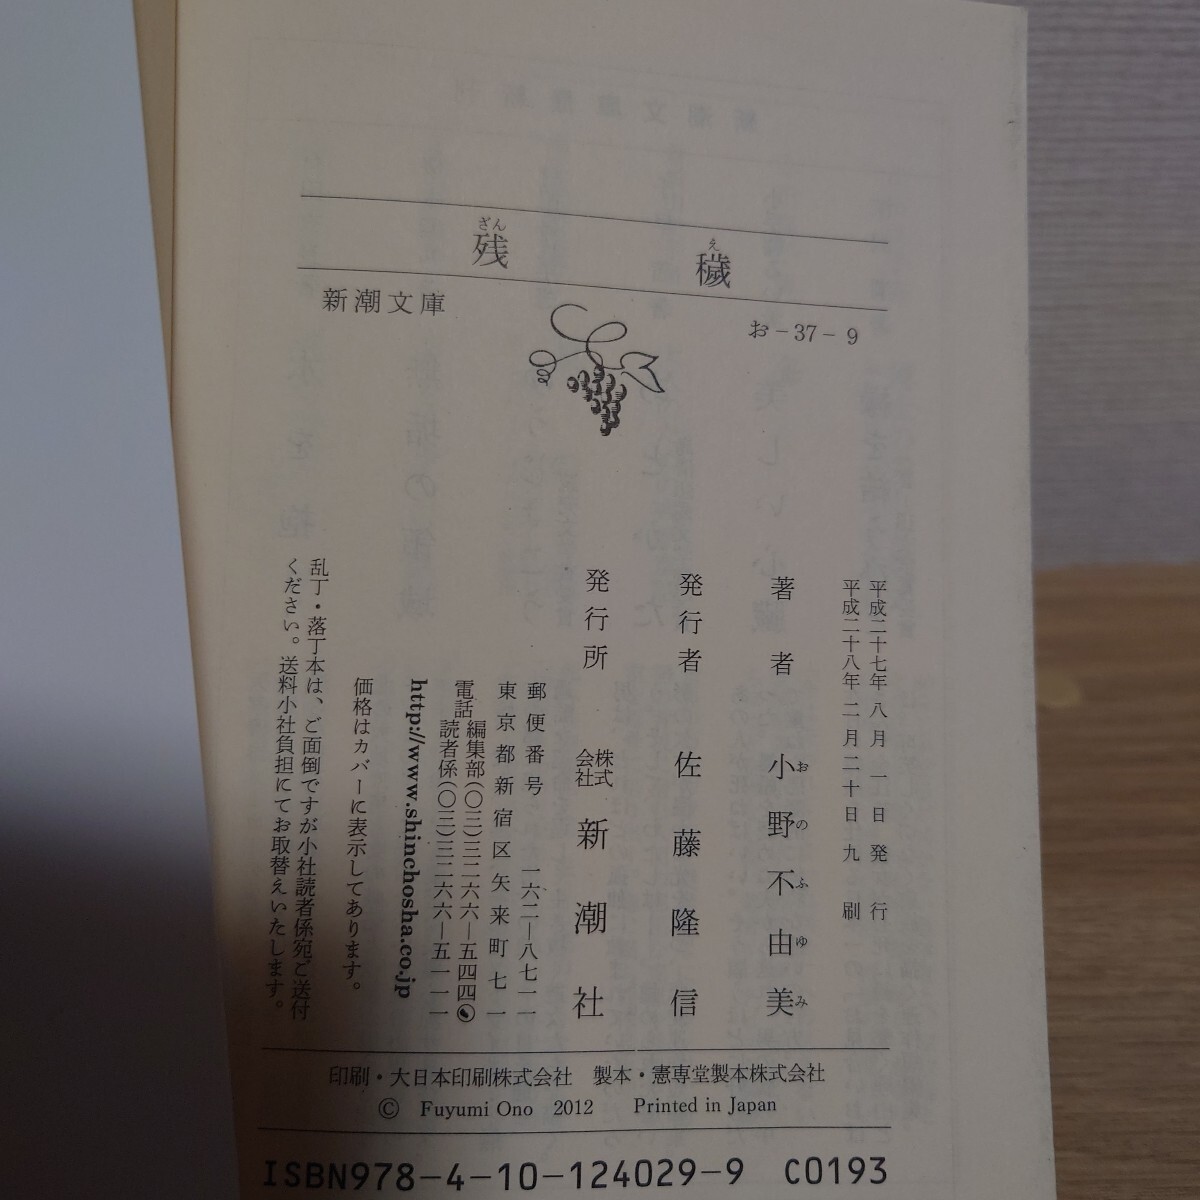 ざん え
残 穢
新潮文庫
お-37-9
平成二十七年八月 一日発行
平成二十八年二月二十日九刷
著者 小野不由美
お の ふ ゆ み
発行者 佐藤隆信
発行所 株式会社 新潮社
郵便番号 一六二―八七一一
東京都新宿区矢来町七一
電話 編集部(〇三)三二六六―五四四〇
読者係(〇三)三二六六―五一一一
http://www.shinchosha.co.jp
価格はカバーに表示してあります。
乱丁・落丁本は、ご面倒ですが小社読者係宛ご送付
ください。送料小社負担にてお取替えいたします。
印刷・大日本印刷株式会社 製本・憲専堂製本株式会社
© Fuyumi Ono 2012 Printed in Japan
ISBN978-4-10-124029-9 C0193